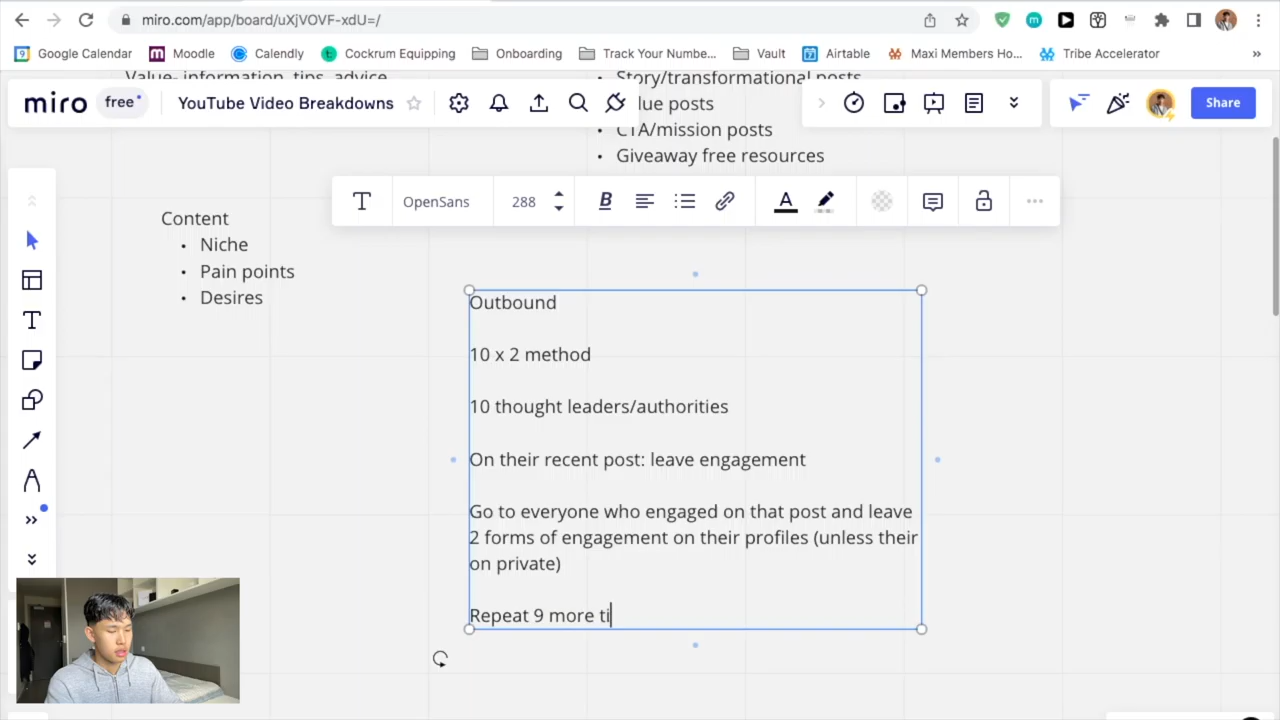 miro.com/app/board/uXjVOVF-xdU=/
Google Calendar
Moodle
Calendly
Cockrum Equipping
Onboarding
Track Your Numbe...
Vault
Airtable
Maxi Members Ho...
Tribe Accelerator
»
Value- information, tips, advice
• Story/transformational posts
miro
free
YouTube Video Breakdowns
Share
posts
• CTA/mission posts
• Giveaway free resources
T
OpenSans
288
B
A
Content
• Niche
• Pain points
• Desires
Outbound
10 x 2 method
10 thought leaders/authorities
On their recent post: leave engagement
Go to everyone who engaged on that post and leave
2 forms of engagement on their profiles (unless their
on private)
Repeat 9 more ti